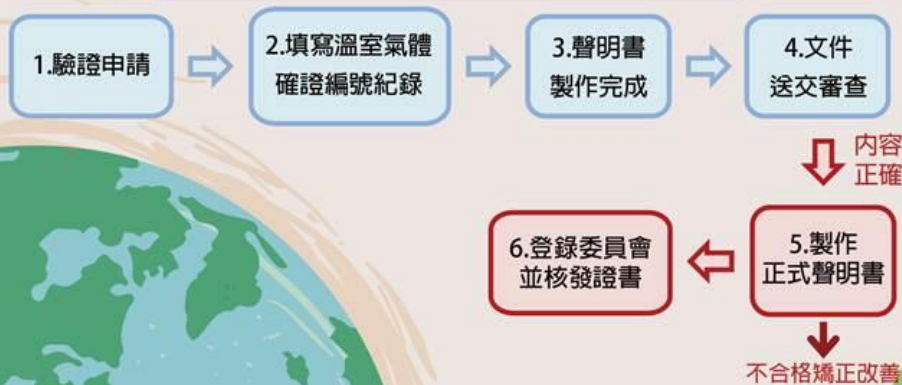 1.驗證申請
2.填寫溫室氣體
確證編號紀錄
3.聲明書
製作完成
4.文件
送交審查
內容
正確
5.製作
正式聲明書
6.登錄委員會
並核發證書
不合格矯正改善